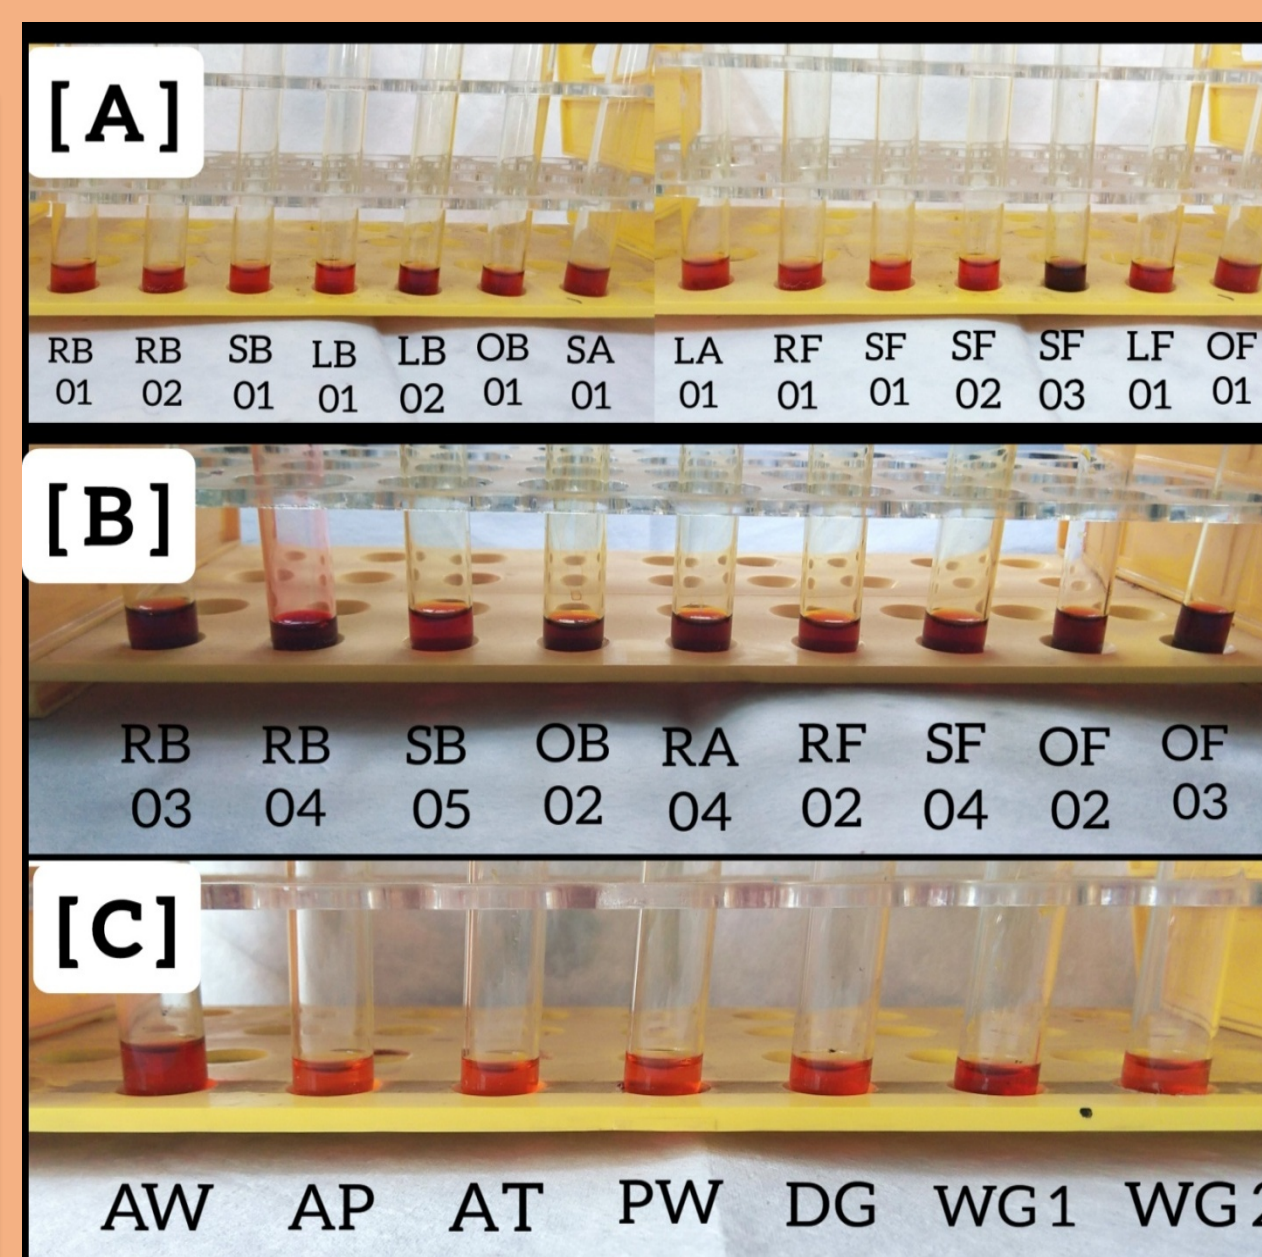 [A]
RB RB SB LB LB OB SA LA RF SF SF SF LF OF
01 02 01 01 02 01 01 01 01 01 02 03 01 01
[B]
RB RB SB OB RA RF SF OF OF
03 04 05 02 04 02 04 02 03
[C]
AW AP AT PW DG WG1 WG2